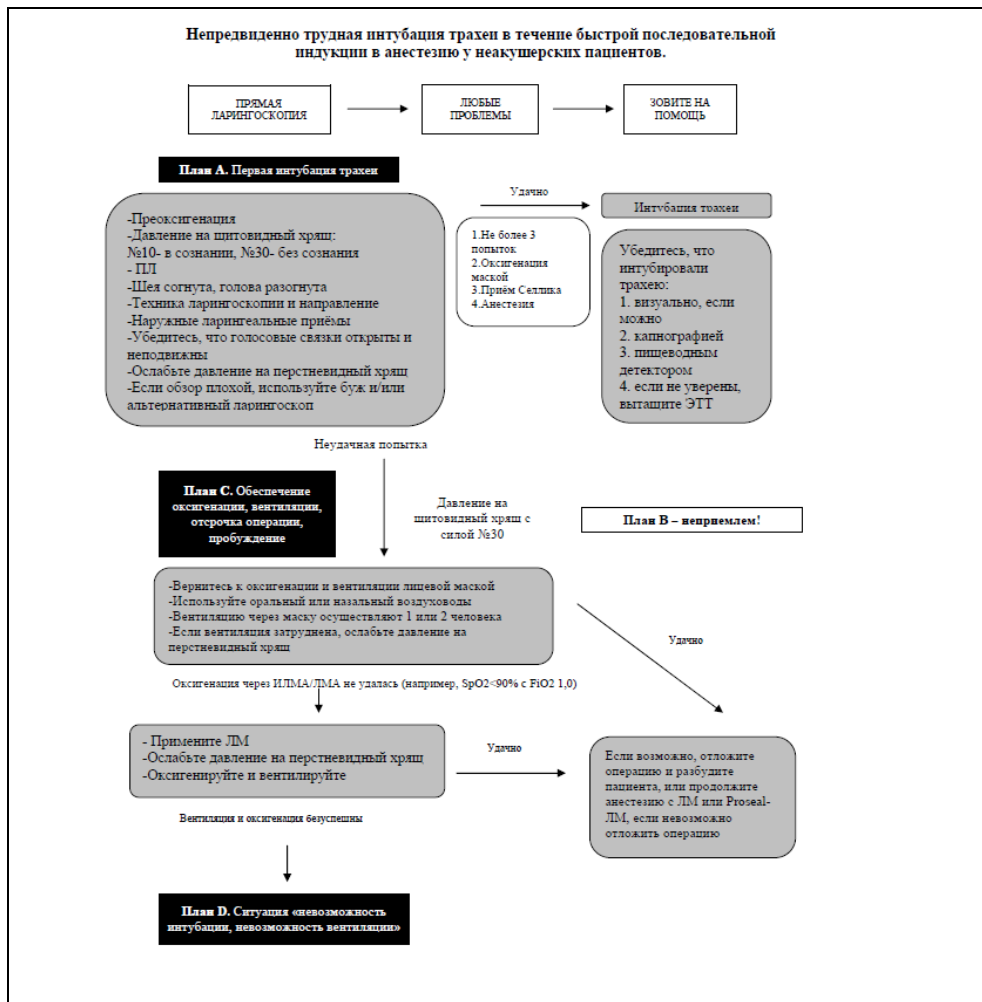 Непредвиденно трудная интубация трахеи в течение быстрой последовательной
индукции в анестезию у неакушерских пациентов.
ПРЯМАЯ
ЛАРИНГОСКОПИЯ
ЛЮБЫЕ
ПРОБЛЕМЫ
ЗОВИТЕ НА
ПОМОЩЬ
План А. Первая интубация трахеи
-Преоксигенация
-Давление на щитовидный хрящ:
№10- в сознании, №30- без сознания
- ПЛ
-Шея согнута, голова разогнута
-Техника ларингоскопии и направление
-Наружные ларингеальные приёмы
-Убедитесь, что голосовые связки открыты и
неподвижны
-Ослабьте давление на перстневидный хрящ
-Если обзор плохой, используйте буж и/или
альтернативный ларингоскоп
Удачно
1.Не более 3
попыток
2.Оксигенация
маской
3.Приём Селлика
4.Анестезия
Интубация трахеи
Убедитесь, что
интубировали
трахею:
1. визуально, если
можно
2. капнографией
3. пищеводным
детектором
4. если не уверены,
вытащите ЭТТ
Неудачная попытка
План С. Обеспечение
оксигенации, вентиляции,
отсрочка операции,
пробуждение
Давление на
щитовидный хрящ с
силой №30
План В – неприемлем!
-Вернитесь к оксигенации и вентиляции лицевой маской
-Используйте оральный или назальный воздуховоды
-Вентиляцию через маску осуществляют 1 или 2 человека
-Если вентиляция затруднена, ослабьте давление на
перстневидный хрящ
Удачно
Оксигенация через ИЛМА/ЛМА не удалась (например, SpO2<90% с FiO2 1,0)
- Примените ЛМ
-Ослабьте давление на перстневидный хрящ
-Оксигенируйте и вентилируйте
Удачно
Если возможно, отложите
операцию и разбудите
пациента, или продолжите
анестезию с ЛМ или Proseal-
ЛМ, если невозможно
отложить операцию
Вентиляция и оксигенация безуспешны
План D. Ситуация «невозможность
интубации, невозможность вентиляции»